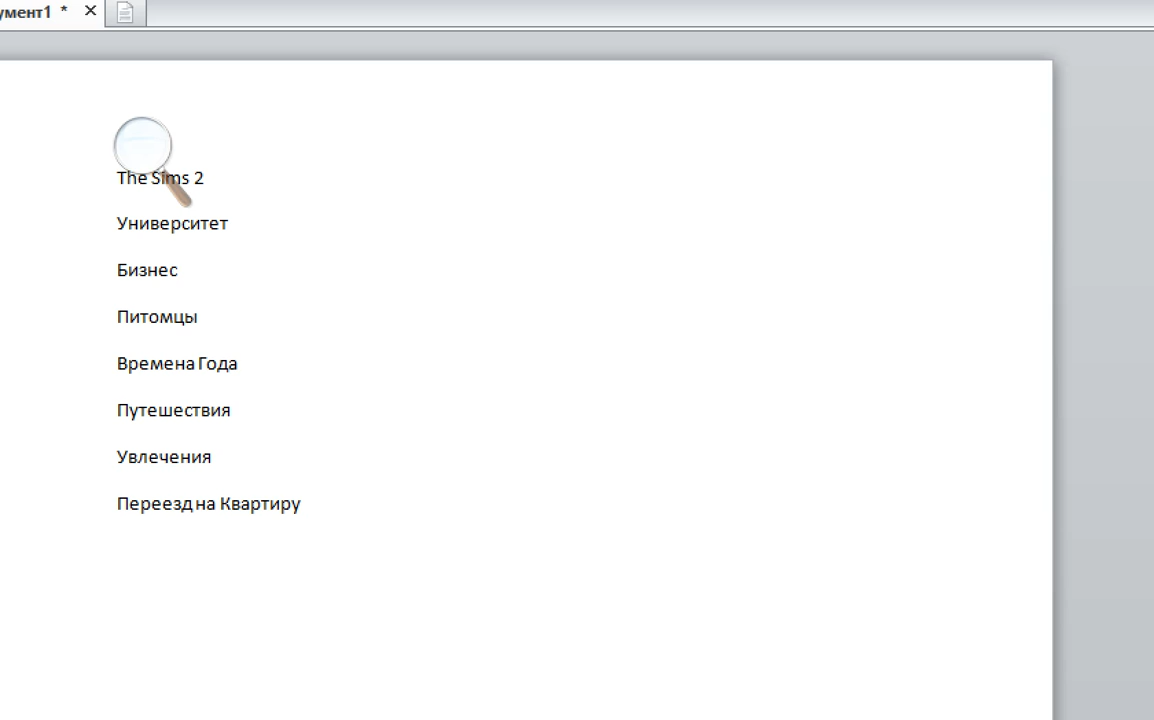 умент1 *
The Sims 2
Университет
Бизнес
Питомцы
Времена Года
Путешествия
Увлечения
Переезд на Квартиру